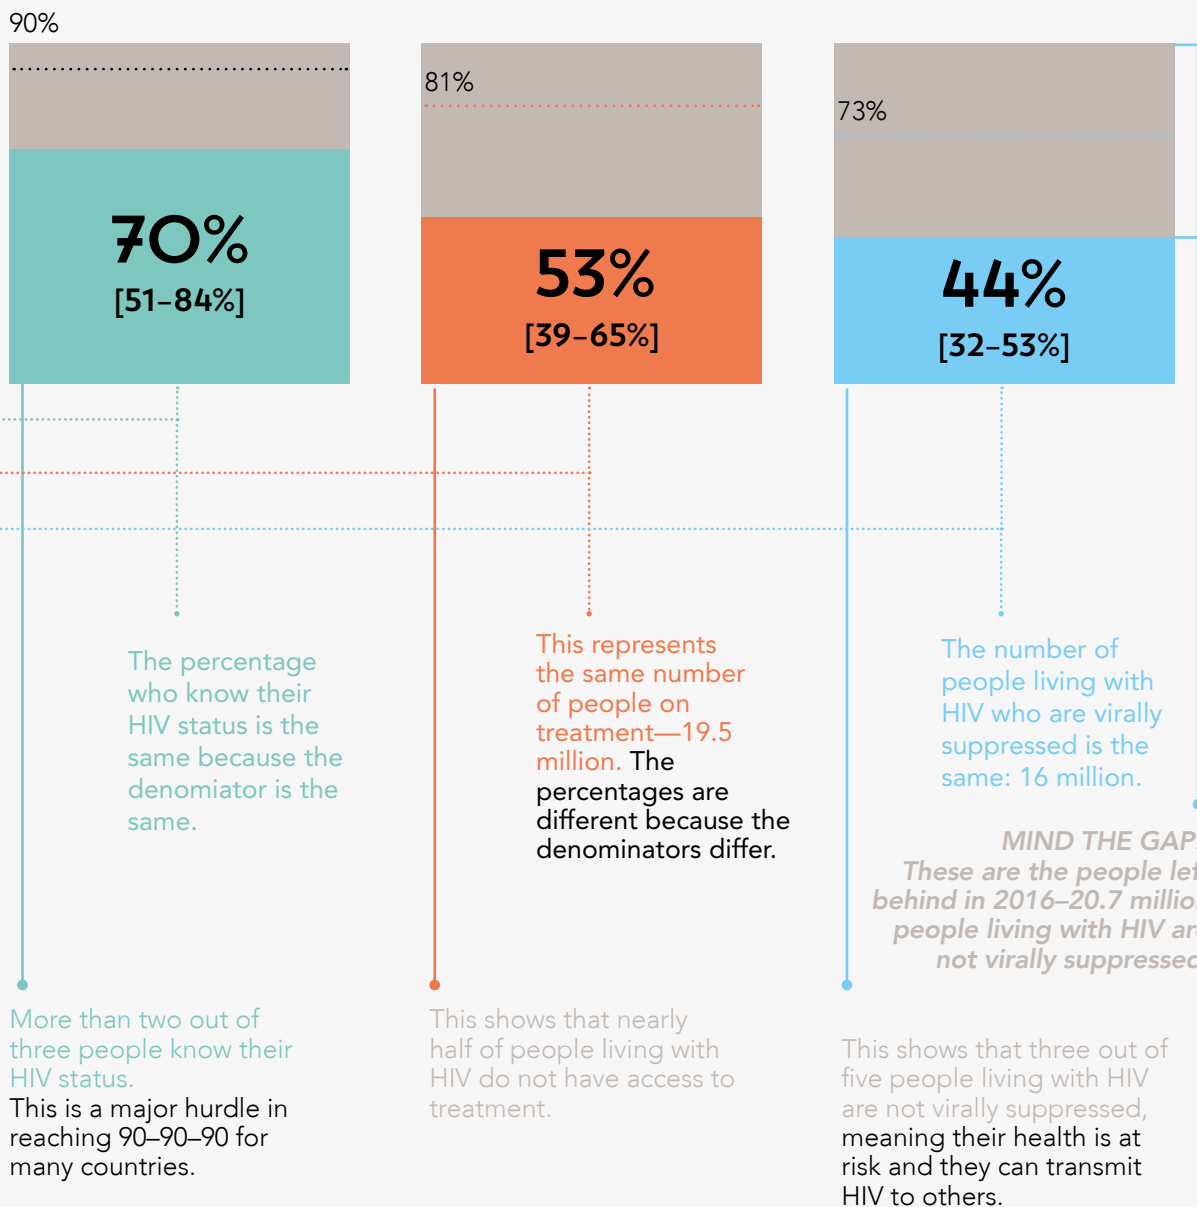 90%
70%
[51–84%]
81%
53%
[39–65%]
73%
44%
[32–53%]
The percentage
who know their
HIV status is the
same because the
denomiator is the
same.
This represents
the same number
of people on
treatment—19.5
million. The
percentages are
different because the
denominators differ.
The number of
people living with
HIV who are virally
suppressed is the
same: 16 million.
MIND THE GAP
These are the people lef
behind in 2016–20.7 millio
people living with HIV ar
not virally suppressed
More than two out of
three people know their
HIV status.
This is a major hurdle in
reaching 90–90–90 for
many countries.
This shows that nearly
half of people living with
HIV do not have access to
treatment.
This shows that three out of
five people living with HIV
are not virally suppressed,
meaning their health is at
risk and they can transmit
HIV to others.